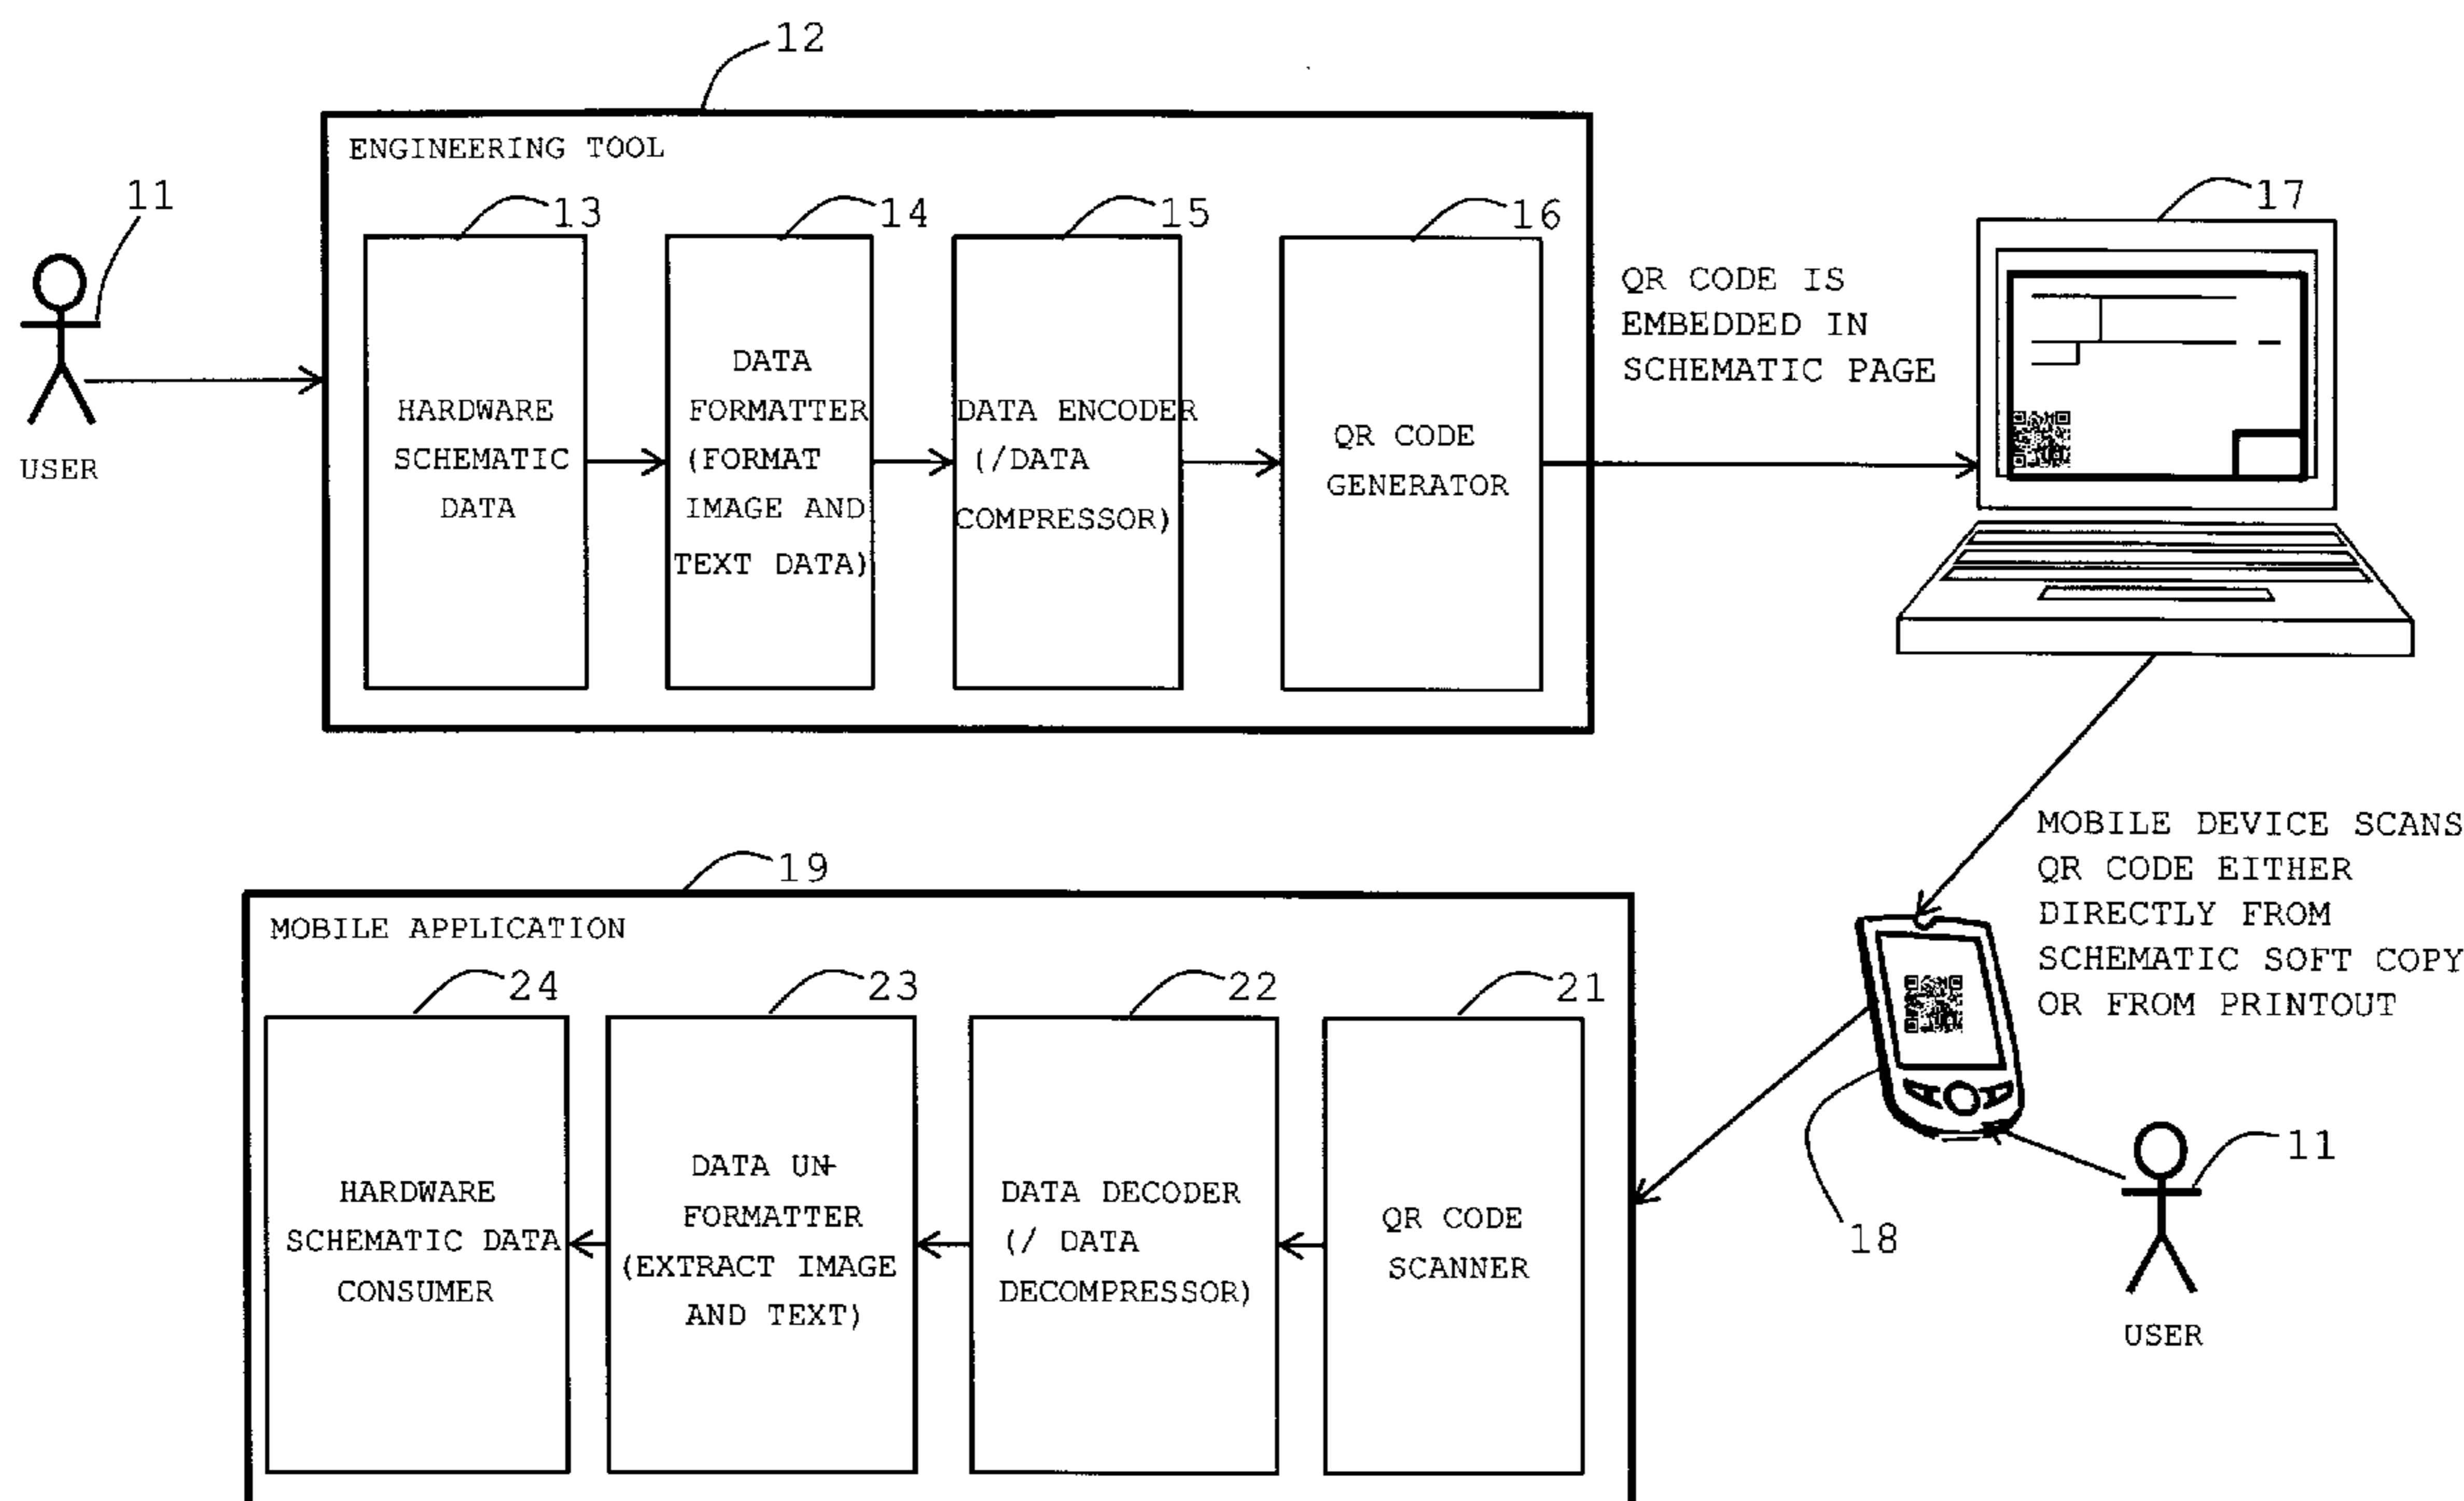 12
ENGINEERING TOOL
11
USER
13
HARDWARE
SCHEMATIC
DATA
14
DATA
FORMATTER
(FORMAT
IMAGE AND
TEXT DATA)
15
DATA ENCODER
(/DATA
COMPRESSOR)
16
QR CODE
GENERATOR
QR CODE IS
EMBEDDED IN
SCHEMATIC PAGE
17
MOBILE DEVICE SCANS
QR CODE EITHER
DIRECTLY FROM
SCHEMATIC SOFT COPY
OR FROM PRINTOUT
18
11
USER
19
MOBILE APPLICATION
24
HARDWARE
SCHEMATIC DATA
CONSUMER
23
DATA UN-
FORMATTER
(EXTRACT IMAGE
AND TEXT)
22
DATA DECODER
(/ DATA
DECOMPRESSOR)
21
QR CODE
SCANNER